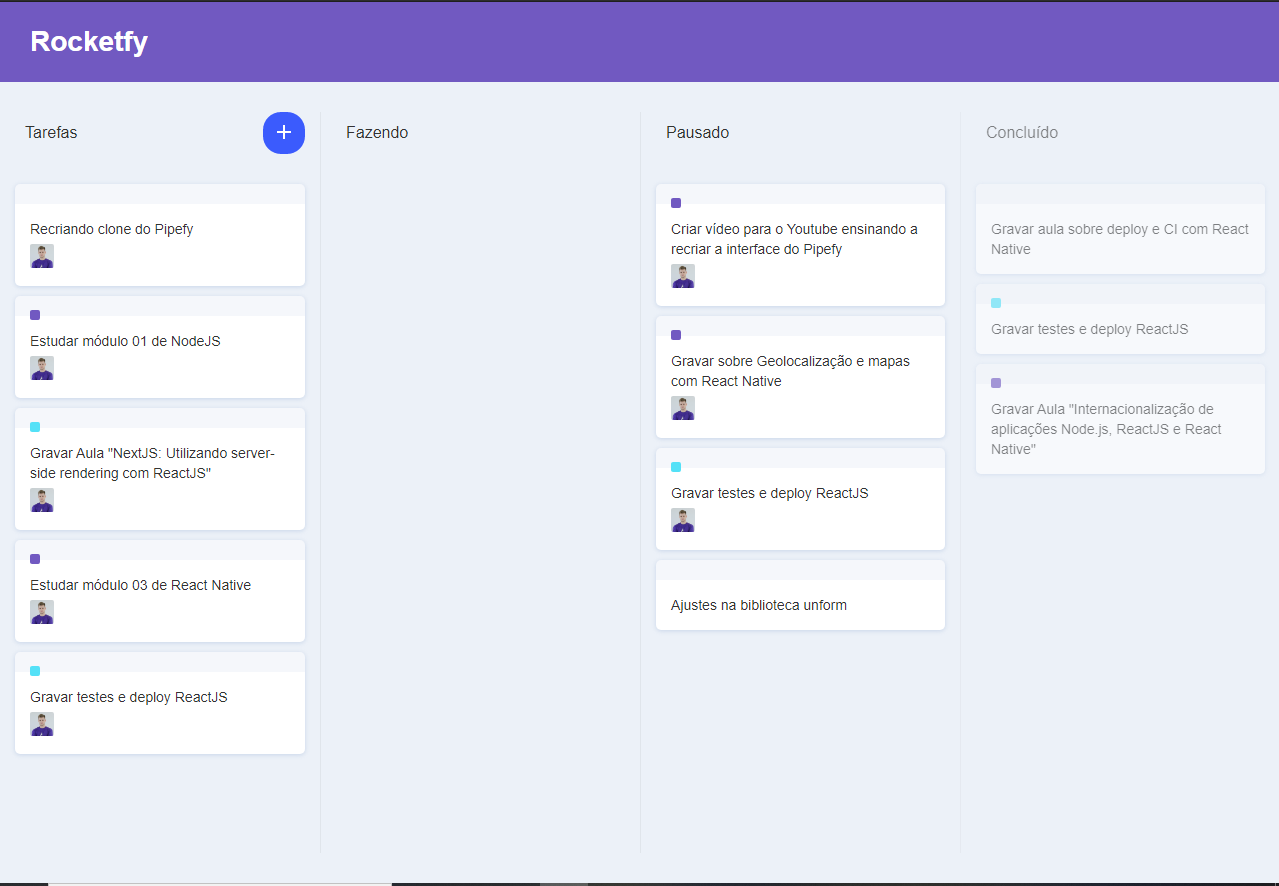 Rocketfy
Tarefas
Recriando clone do Pipefy
Estudar módulo 01 de NodeJS
Gravar Aula "NextJS: Utilizando server-
side rendering com ReactJS"
Estudar módulo 03 de React Native
Gravar testes e deploy ReactJS
Fazendo
Pausado
Criar vídeo para o Youtube ensinando a
recriar a interface do Pipefy
Gravar sobre Geolocalização e mapas
com React Native
Gravar testes e deploy ReactJS
Ajustes na biblioteca unform
Concluído
Gravar aula sobre deploy e CI com React
Native
Gravar testes e deploy ReactJS
Gravar Aula "Internacionalização de
aplicações Node.js, ReactJS e React
Native"